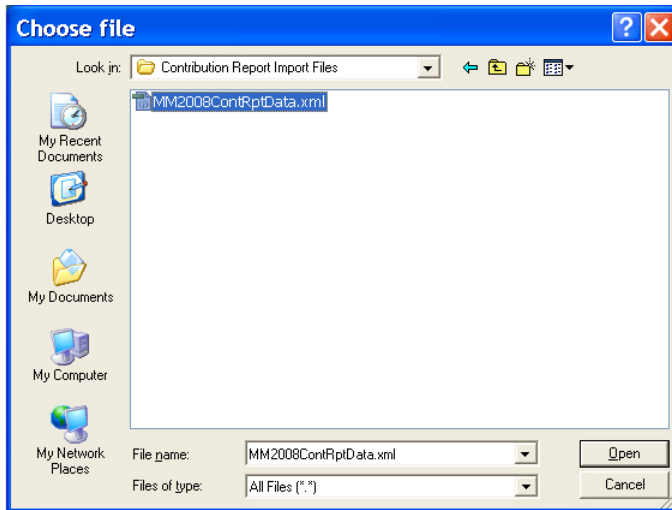 Choose file
Look in:
Contribution Report Import Files
MM2008ContRptData.xml
My Recent
Documents
Desktop
My Documents
My Computer
My Network
Places
File name:
MM2008ContRptData.xml
Open
Files of type:
All Files (*.*)
Cancel